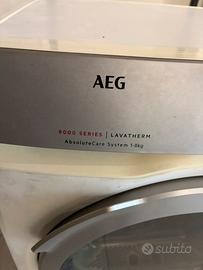 AEG
8000 SERIES | LAVATHERM
AbsoluteCare System 1-8kg
subito